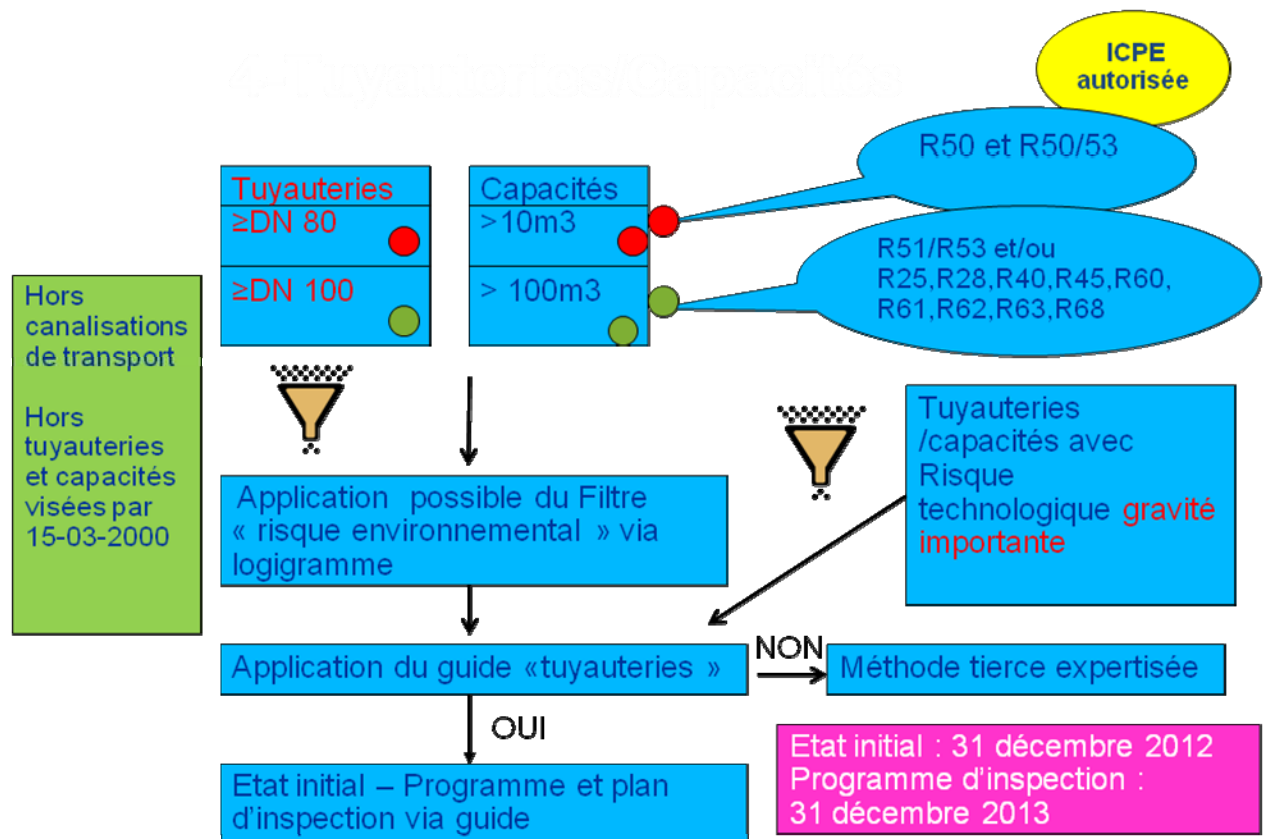 4-Tuyauteries/Capacités
ICPE
autorisée
R50 et R50/53
Tuyauteries
≥DN 80
≥DN 100
Capacités
>10m3
> 100m3
R51/R53 et/ou
R25,R28,R40,R45,R60,
R61,R62,R63,R68
Hors
canalisations
de transport
Hors
tuyauteries
et capacités
visées par
15-03-2000
Tuyauteries
/capacités avec
Risque
technologique gravité
importante
Application possible du Filtre
« risque environnemental » via
logigramme
Application du guide «tuyauteries »
NON
Méthode tierce expertisée
OUI
Etat initial – Programme et plan
d'inspection via guide
Etat initial : 31 décembre 2012
Programme d'inspection :
31 décembre 2013